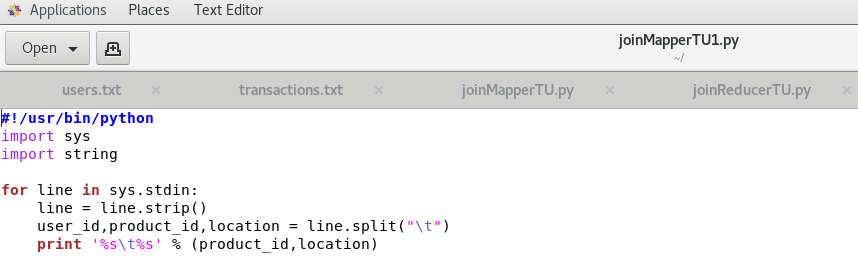 Applications Places Text Editor
Open joinMapperTU1.py
~/
users.txt × transactions.txt × joinMapperTU.py × joinReducerTU.py ×
#!/usr/bin/python
import sys
import string

for line in sys.stdin:
    line = line.strip()
    user_id,product_id,location = line.split("\t")
    print '%s\t%s' % (product_id,location)